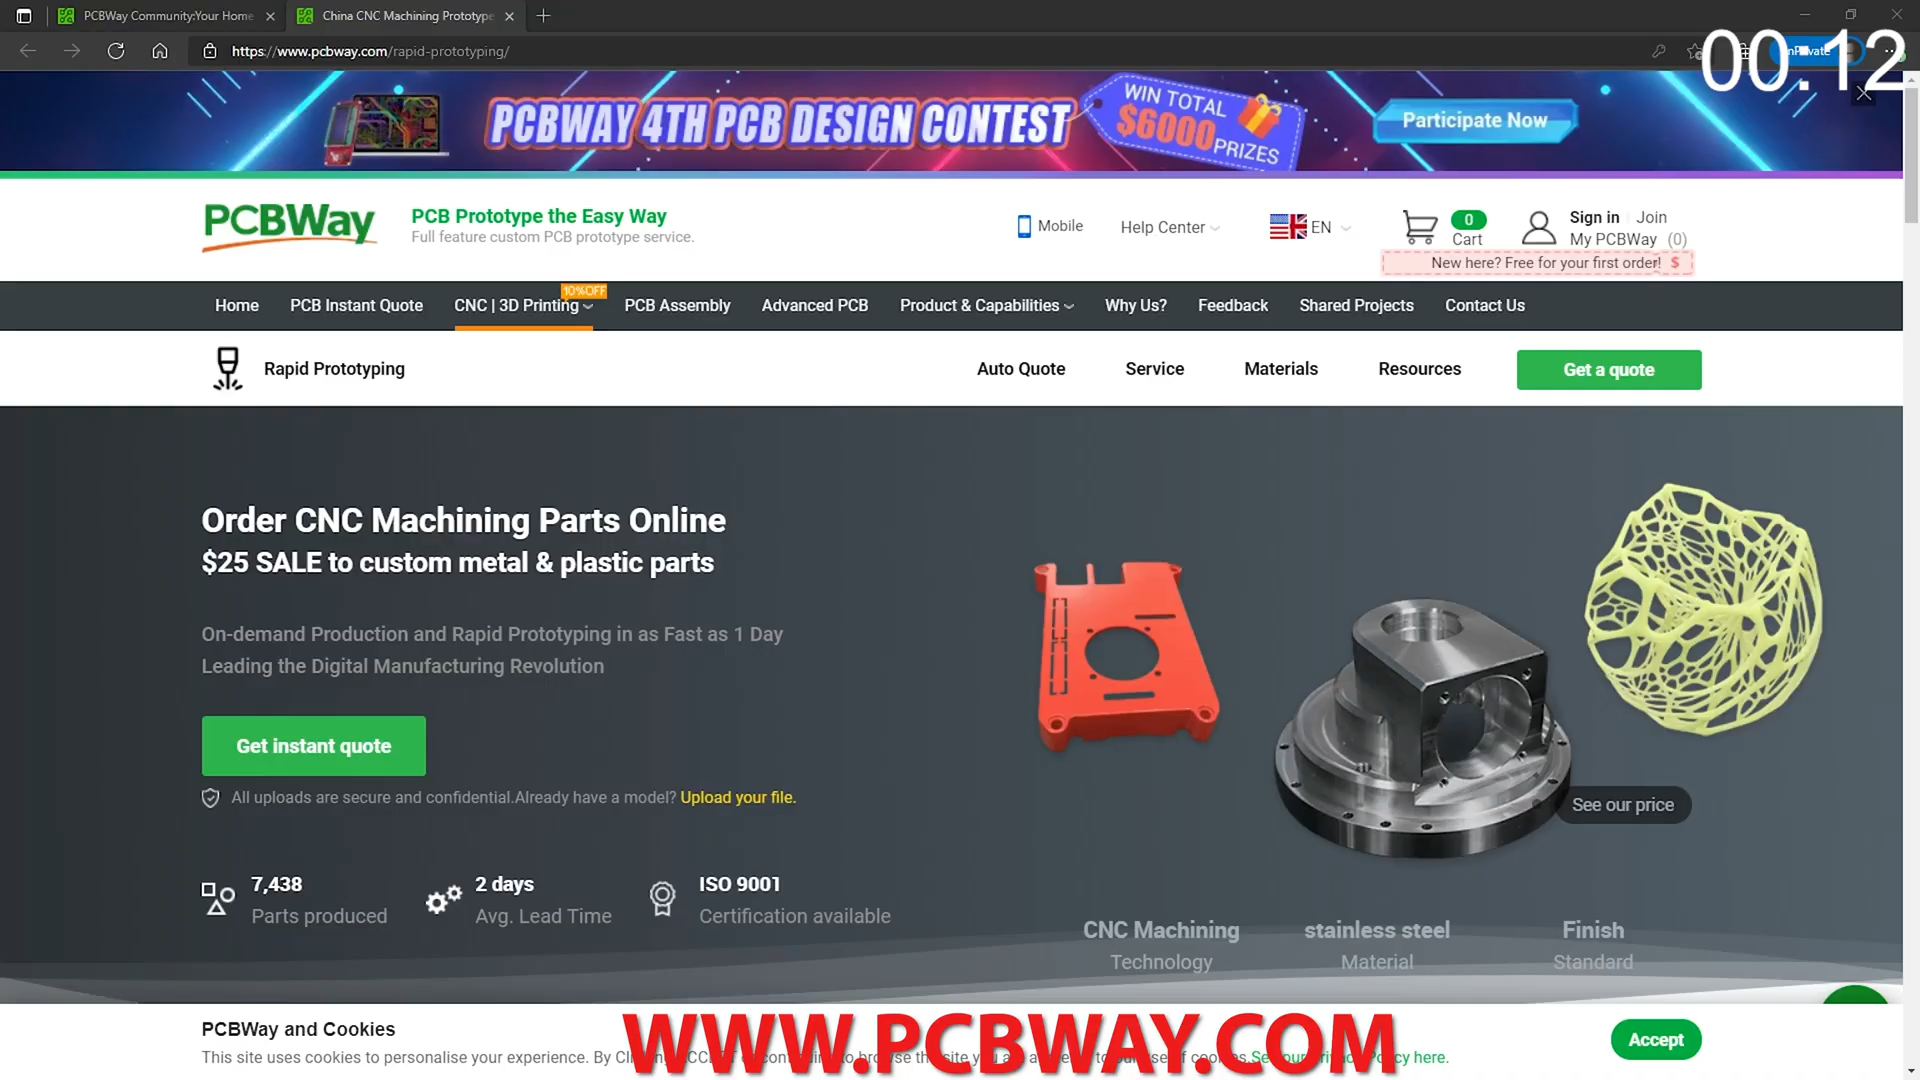 PCBWay Community:Your Home
China CNC Machining Prototype
https://www.pcbway.com/rapid-prototyping/
00:12
PCBWAY 4TH PCB DESIGN CONTEST
WIN TOTAL
$6000
PRIZES
Participate Now
PCBWay
PCB Prototype the Easy Way
Full feature custom PCB prototype service.
Mobile
Help Center
EN
0
Cart
Sign in
Join
My PCBWay (0)
New here? Free for your first order! $
10%OFF
Home
PCB Instant Quote
CNC | 3D Printing
PCB Assembly
Advanced PCB
Product & Capabilities
Why Us?
Feedback
Shared Projects
Contact Us
Rapid Prototyping
Auto Quote
Service
Materials
Resources
Get a quote
Order CNC Machining Parts Online
$25 SALE to custom metal & plastic parts
On-demand Production and Rapid Prototyping in as Fast as 1 Day
Leading the Digital Manufacturing Revolution
Get instant quote
All uploads are secure and confidential.Already have a model? Upload your file.
See our price
7,438
Parts produced
2 days
Avg. Lead Time
ISO 9001
Certification available
CNC Machining
Technology
stainless steel
Material
Finish
Standard
PCBWay and Cookies
This site uses cookies to personalise your experience. By
here.
WWW.PCBWAY.COM
Accept